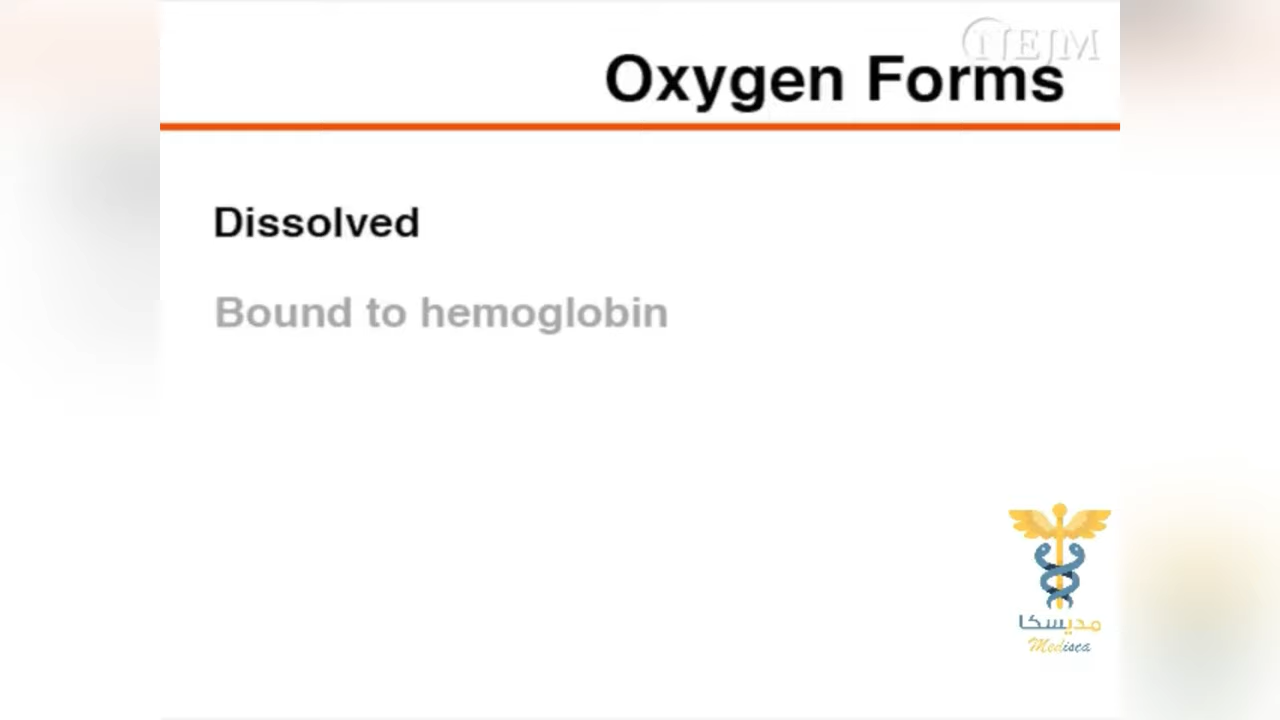 NEJM
Oxygen Forms
Dissolved
Bound to hemoglobin
مديسكا
Medisca